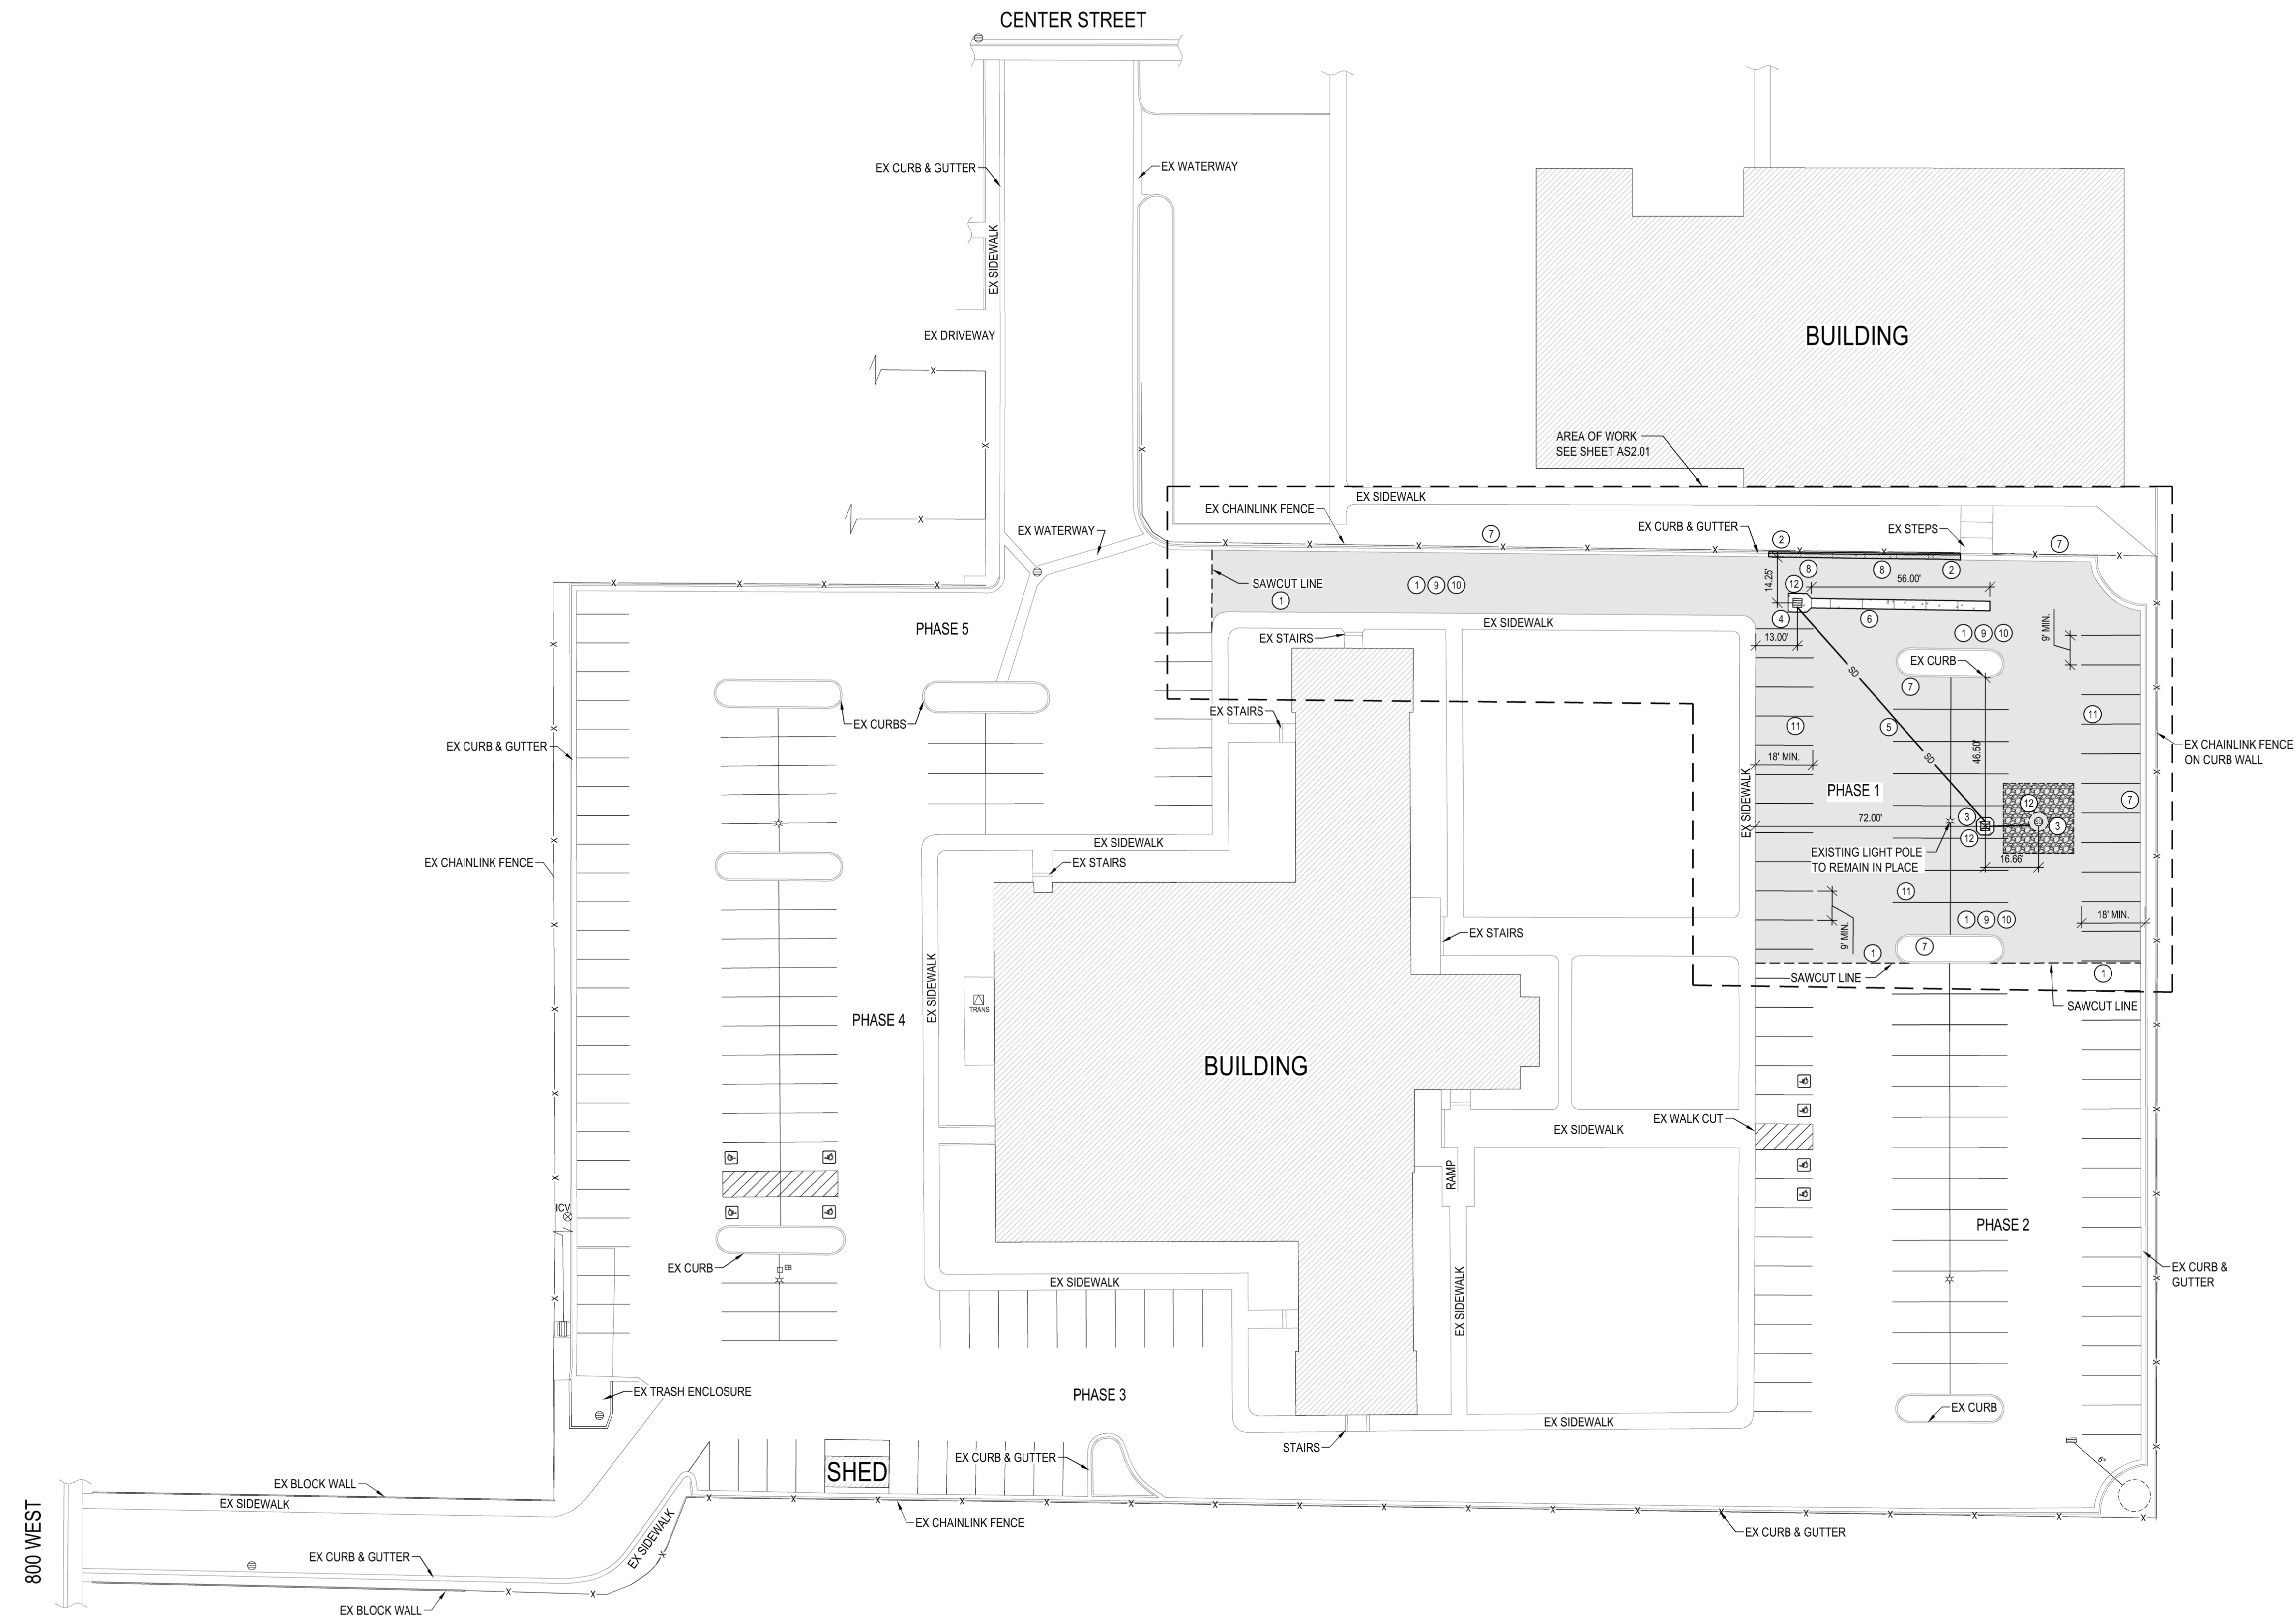 CENTER STREET
EX CURB & GUTTER
EX WATERWAY
EX SIDEWALK
EX DRIVEWAY
BUILDING
AREA OF WORK
SEE SHEET AS2.01
EX SIDEWALK
EX CHAINLINK FENCE
7
EX CURB & GUTTER
2
EX STEPS
7
EX WATERWAY
8
8
2
14.25'
12
56.00'
SAWCUT LINE
1
1 9 10
4
6
EX SIDEWALK
PHASE 5
EX STAIRS
13.00'
1 9 10
9' MIN.
EX CURB
SD
7
EX STAIRS
EX CURBS
11
5
11
EX CURB & GUTTER
46.50'
SD
EX CHAINLINK FENCE
ON CURB WALL
18' MIN.
EX SIDEWALK
PHASE 1
12
7
72.00'
3
3
12
EX SIDEWALK
EX STAIRS
EX CHAINLINK FENCE
EXISTING LIGHT POLE
TO REMAIN IN PLACE
16.66'
11
18' MIN.
1 9 10
9' MIN.
EX STAIRS
7
1
EX SIDEWALK
SAWCUT LINE
1
TRANS
SAWCUT LINE
PHASE 4
BUILDING
EX WALK CUT
EX SIDEWALK
RAMP
ICV
PHASE 2
EX CURB
EB
EX SIDEWALK
EX SIDEWALK
EX CURB &
GUTTER
EX TRASH ENCLOSURE
PHASE 3
EX CURB
EX SIDEWALK
STAIRS
EX CURB & GUTTER
SHED
6"
EX BLOCK WALL
EX SIDEWALK
800 WEST
EX SIDEWALK
EX CHAINLINK FENCE
EX CURB & GUTTER
EX CURB & GUTTER
EX BLOCK WALL